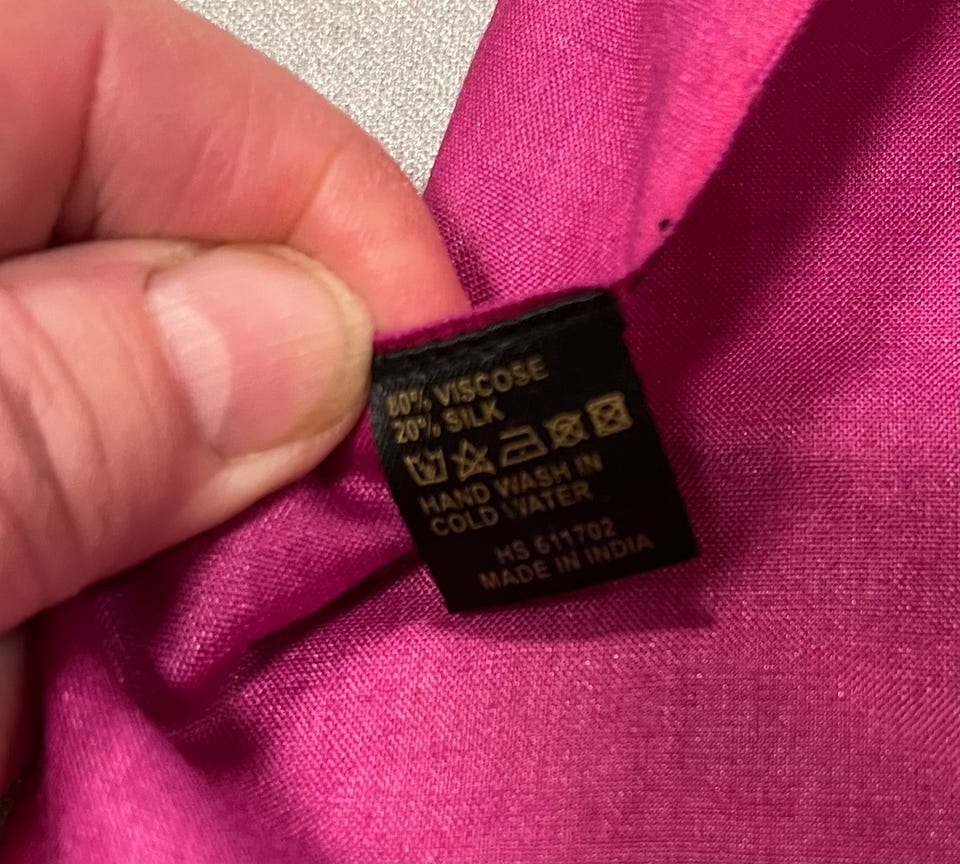 80% VISCOSE
20% SILK
HAND WASH IN
COLD WATER
HS 611702
MADE IN INDIA